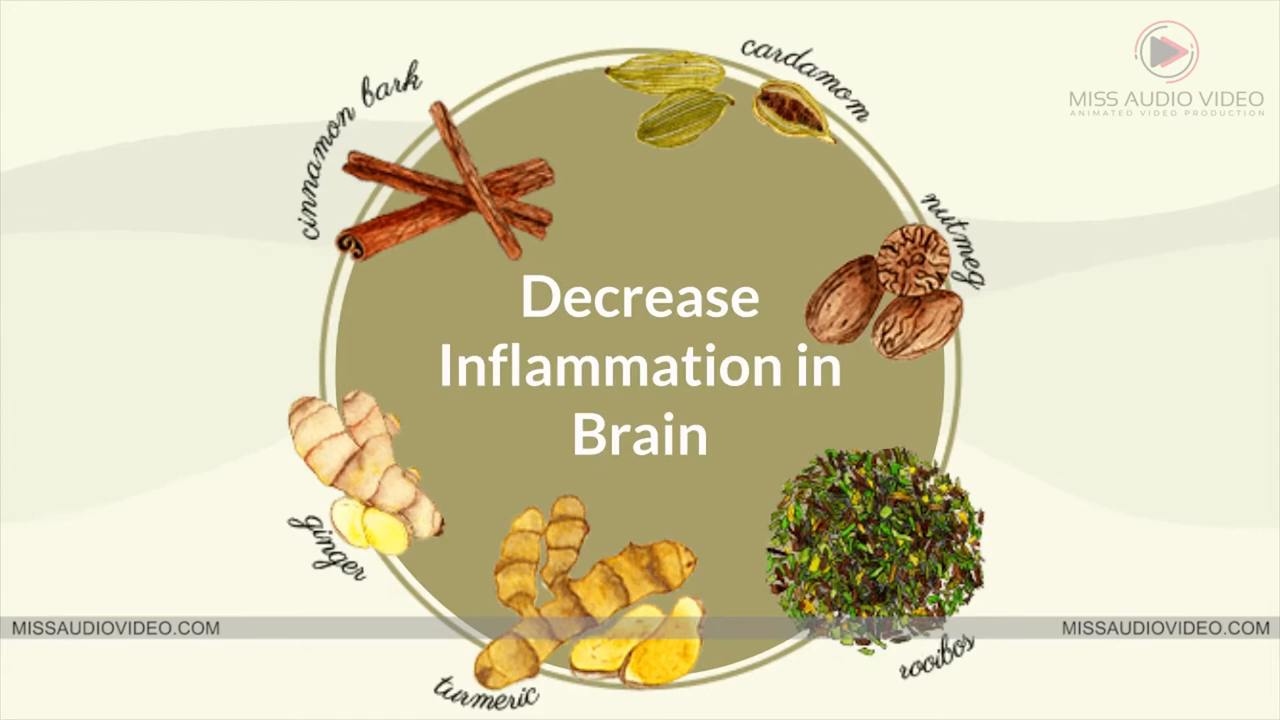 cardamom
MISS AUDIO VIDEO
ANIMATED VIDEO PRODUCTION
cinnamon bark
nutmeg
Decrease
Inflammation in
Brain
ginger
MISSAUDIOVIDEO.COM
MISSAUDIOVIDEO.COM
rooibos
turmeric